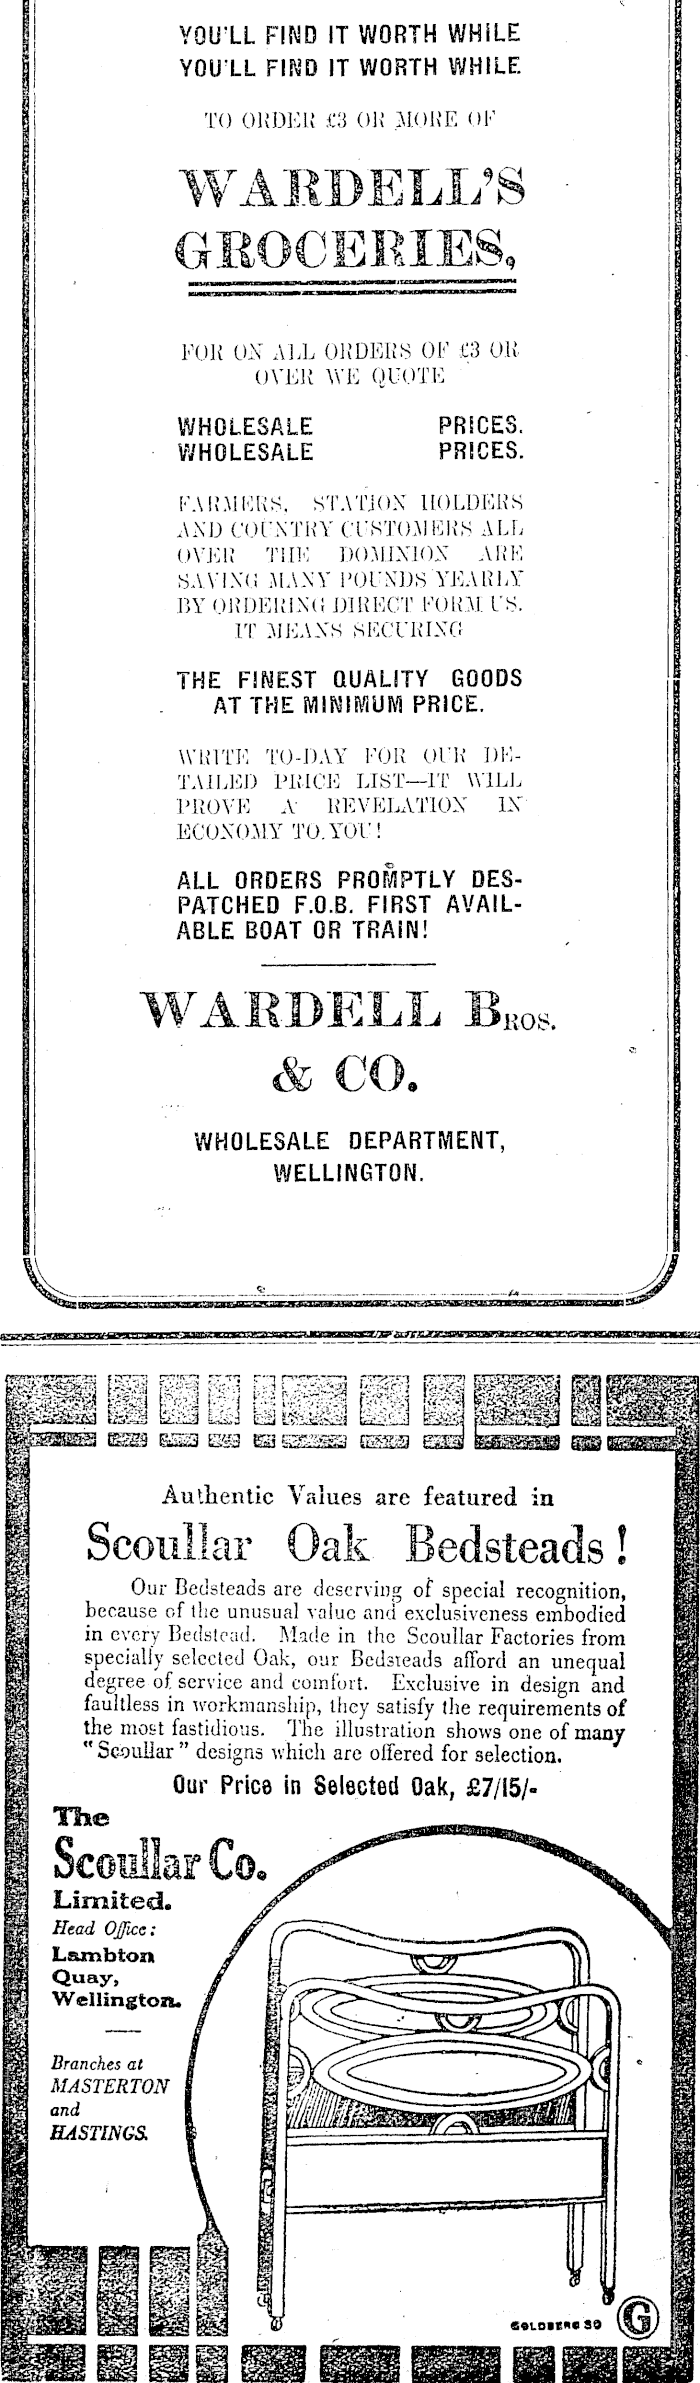 YOU'LL FIND IT WORTH WHILE
YOU'LL FIND IT WORTH WHILE
TO ORDER £3 OR MORE OF
WARDELL'S
GROCERIES,
FOR ON ALL ORDERS OF £3 OR
OVER WE QUOTE
WHOLESALE PRICES.
WHOLESALE PRICES.
FARMERS, STATION HOLDERS
AND COUNTRY CUSTOMERS ALL
OVER THE DOMINION ARE
SAVING MANY POUNDS YEARLY
BY ORDERING DIRECT FORM US.
IT MEANS SECURING
THE FINEST QUALITY GOODS
AT THE MINIMUM PRICE.
WRITE TO-DAY FOR OUR DE-
TAILED PRICE LIST—IT WILL
PROVE A REVELATION IN
ECONOMY TO YOU!
ALL ORDERS PROMPTLY DES-
PATCHED F.O.B. FIRST AVAIL-
ABLE BOAT OR TRAIN!
WARDELL BROS.
& CO.
WHOLESALE DEPARTMENT,
WELLINGTON.
Authentic Values are featured in
Scoullar Oak Bedsteads!
Our Bedsteads are deserving of special recognition,
because of the unusual value and exclusiveness embodied
in every Bedstead. Made in the Scoullar Factories from
specially selected Oak, our Bedsteads afford an unequal
degree of service and comfort. Exclusive in design and
faultless in workmanship, they satisfy the requirements of
the most fastidious. The illustration shows one of many
"Scoullar" designs which are offered for selection.
Our Price in Selected Oak, £7/15/-
The
Scoullar Co.
Limited.
Head Office:
Lambton
Quay,
Wellington.
Branches at
MASTERTON
and
HASTINGS.
GOLDBERG 39 G